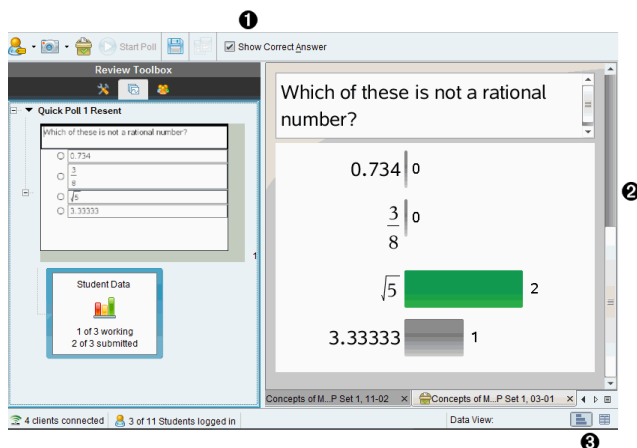 ❶
Start Poll
Show Correct Answer
Review Toolbox
Quick Poll 1 Resent
Which of these is not a rational number?
0.734
3
8
√5
3.33333
1
Student Data
1 of 3 working
2 of 3 submitted
Which of these is not a rational
number?
0.734 0
3
8
0
√5 2
3.33333 1
❷
Concepts of M...P Set 1, 11-02
Concepts of M...P Set 1, 03-01
4 clients connected
3 of 11 Students logged in
Data View:
❸